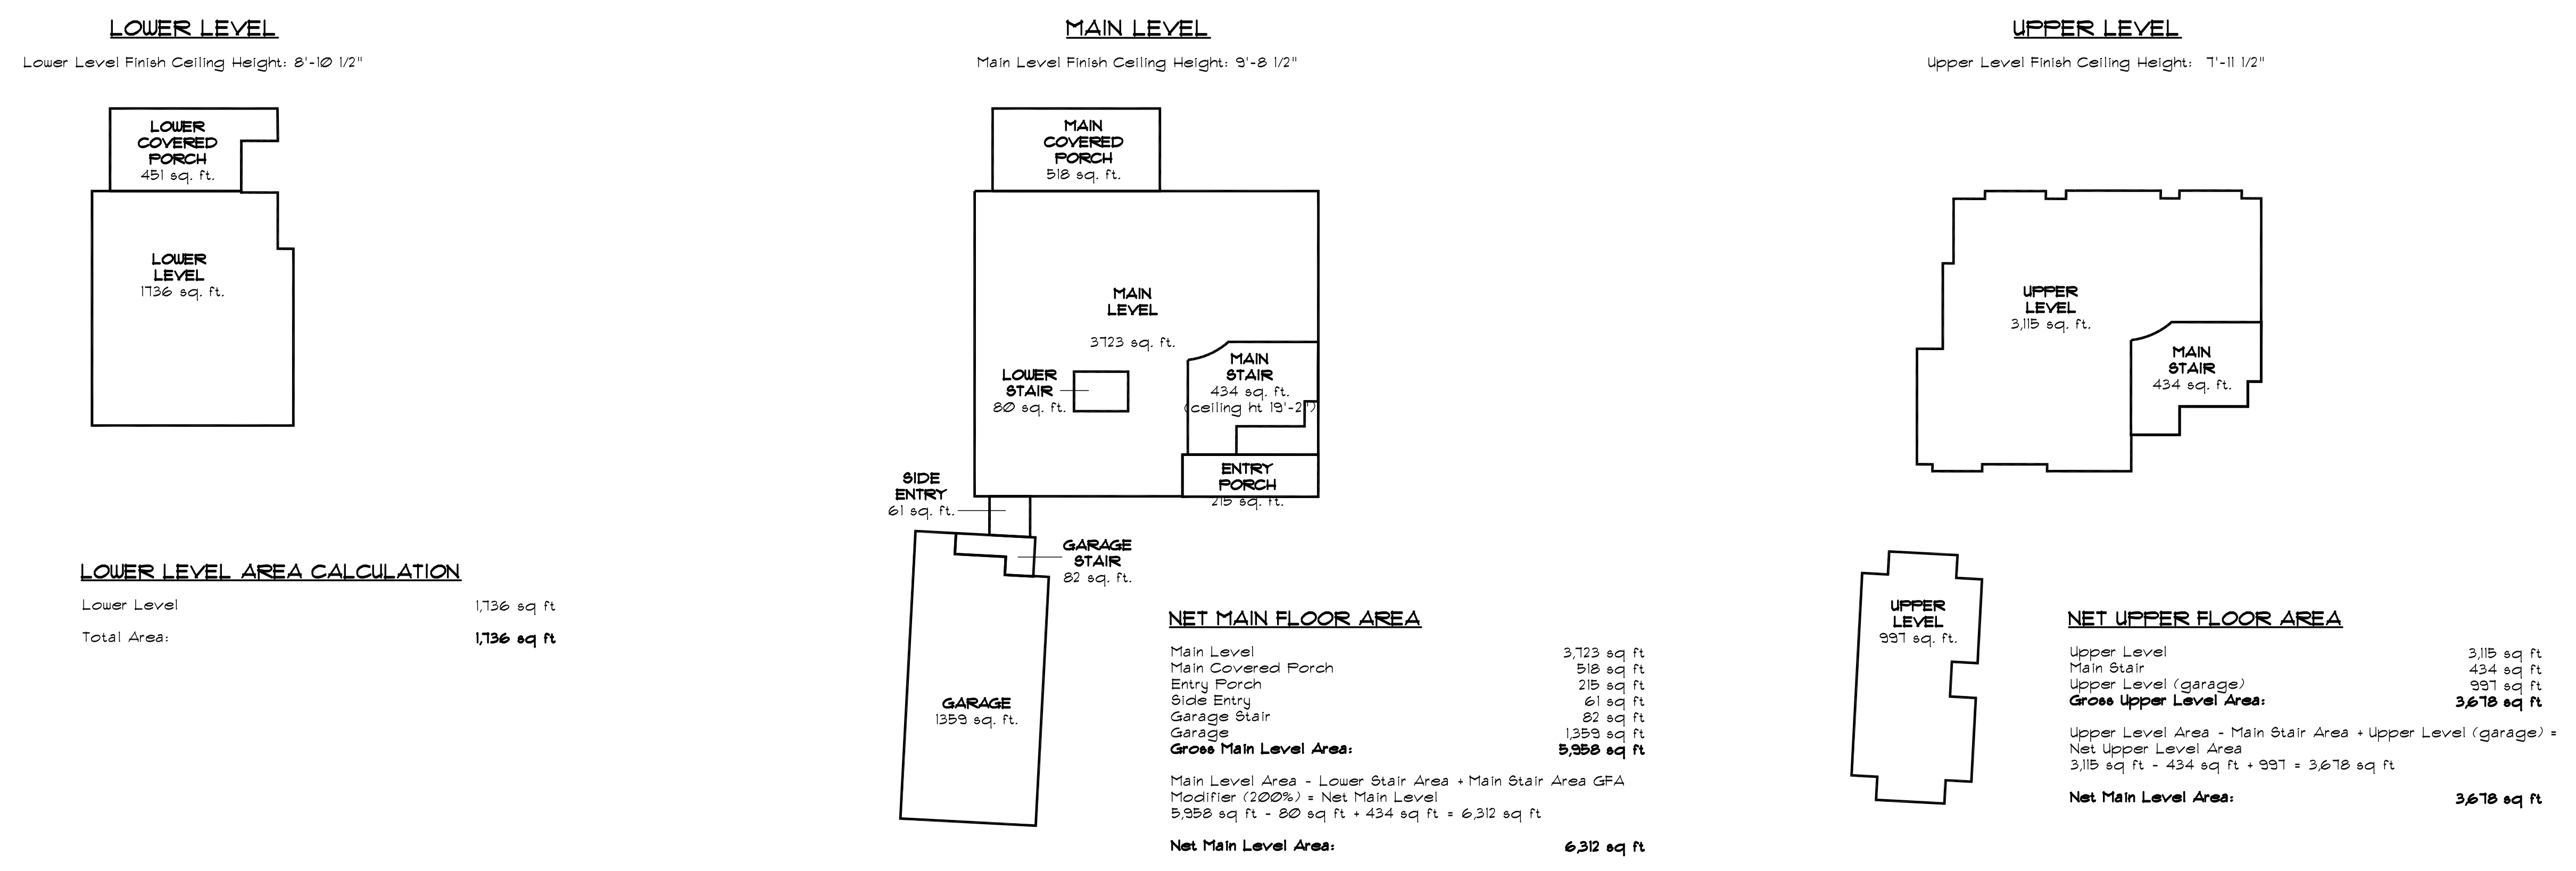 LOWER LEVEL
Lower Level Finish Ceiling Height: 8'-10 1/2"
LOWER
COVERED
PORCH
451 sq. ft.
LOWER
LEVEL
1736 sq. ft.
LOWER LEVEL AREA CALCULATION
Lower Level 1,736 sq ft
Total Area: 1,736 sq ft
MAIN LEVEL
Main Level Finish Ceiling Height: 9'-8 1/2"
MAIN
COVERED
PORCH
518 sq. ft.
MAIN
LEVEL
3723 sq. ft.
LOWER
STAIR
80 sq. ft.
MAIN
STAIR
434 sq. ft.
(ceiling ht 19'-2")
ENTRY
PORCH
215 sq. ft.
SIDE
ENTRY
61 sq. ft.
GARAGE
STAIR
82 sq. ft.
GARAGE
1359 sq. ft.
NET MAIN FLOOR AREA
Main Level 3,723 sq ft
Main Covered Porch 518 sq ft
Entry Porch 215 sq ft
Side Entry 61 sq ft
Garage Stair 82 sq ft
Garage 1,359 sq ft
Gross Main Level Area: 5,958 sq ft
Main Level Area - Lower Stair Area + Main Stair Area GFA
Modifier (200%) = Net Main Level
5,958 sq ft - 80 sq ft + 434 sq ft = 6,312 sq ft
Net Main Level Area: 6,312 sq ft
UPPER LEVEL
Upper Level Finish Ceiling Height: 7'-11 1/2"
UPPER
LEVEL
3,115 sq. ft.
MAIN
STAIR
434 sq. ft.
UPPER
LEVEL
997 sq. ft.
NET UPPER FLOOR AREA
Upper Level 3,115 sq ft
Main Stair 434 sq ft
Upper Level (garage) 997 sq ft
Gross Upper Level Area: 3,678 sq ft
Upper Level Area - Main Stair Area + Upper Level (garage) =
Net Upper Level Area
3,115 sq ft - 434 sq ft + 997 = 3,678 sq ft
Net Main Level Area: 3,678 sq ft